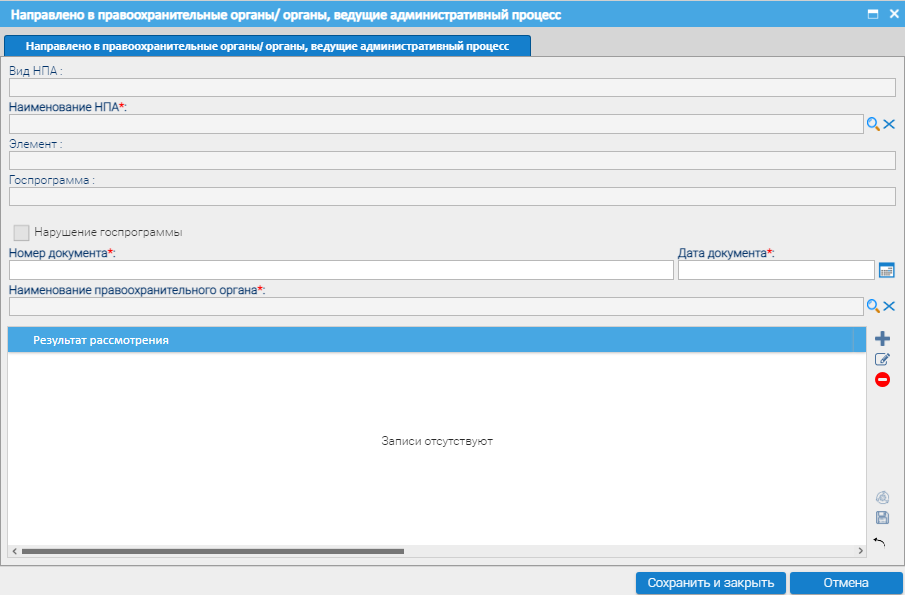 Направлено в правоохранительные органы/ органы, ведущие административный процесс
Направлено в правоохранительные органы/ органы, ведущие административный процесс
Вид НПА :
Наименование НПА*:
Элемент :
Госпрограмма :
Нарушение госпрограммы
Номер документа*: Дата документа*:
Наименование правоохранительного органа*:
Результат рассмотрения
Записи отсутствуют
Сохранить и закрыть Отмена